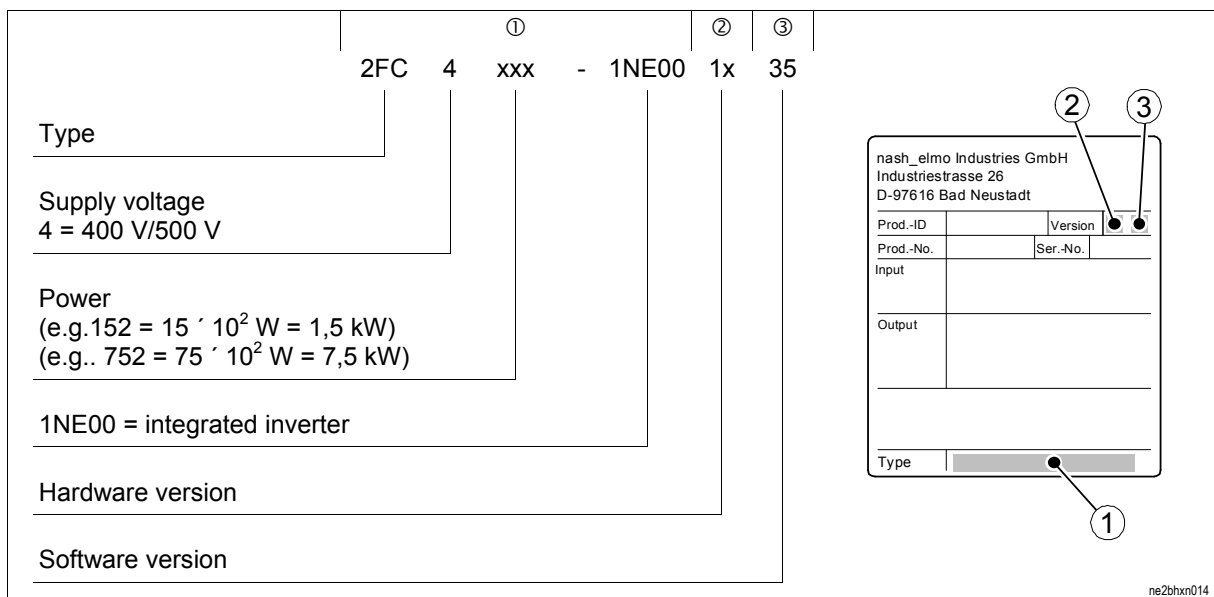 ① ② ③
2FC 4 xxx - 1NE00 1x 35
Type
Supply voltage
4 = 400 V/500 V
Power
(e.g.152 = 15 ´ 10² W = 1,5 kW)
(e.g.. 752 = 75 ´ 10² W = 7,5 kW)
1NE00 = integrated inverter
Hardware version
Software version
2 3
nash_elmo Industries GmbH
Industriestrasse 26
D-97616 Bad Neustadt
Prod.-ID Version
Prod.-No. Ser.-No.
Input
Output
Type
1
ne2bhxn014